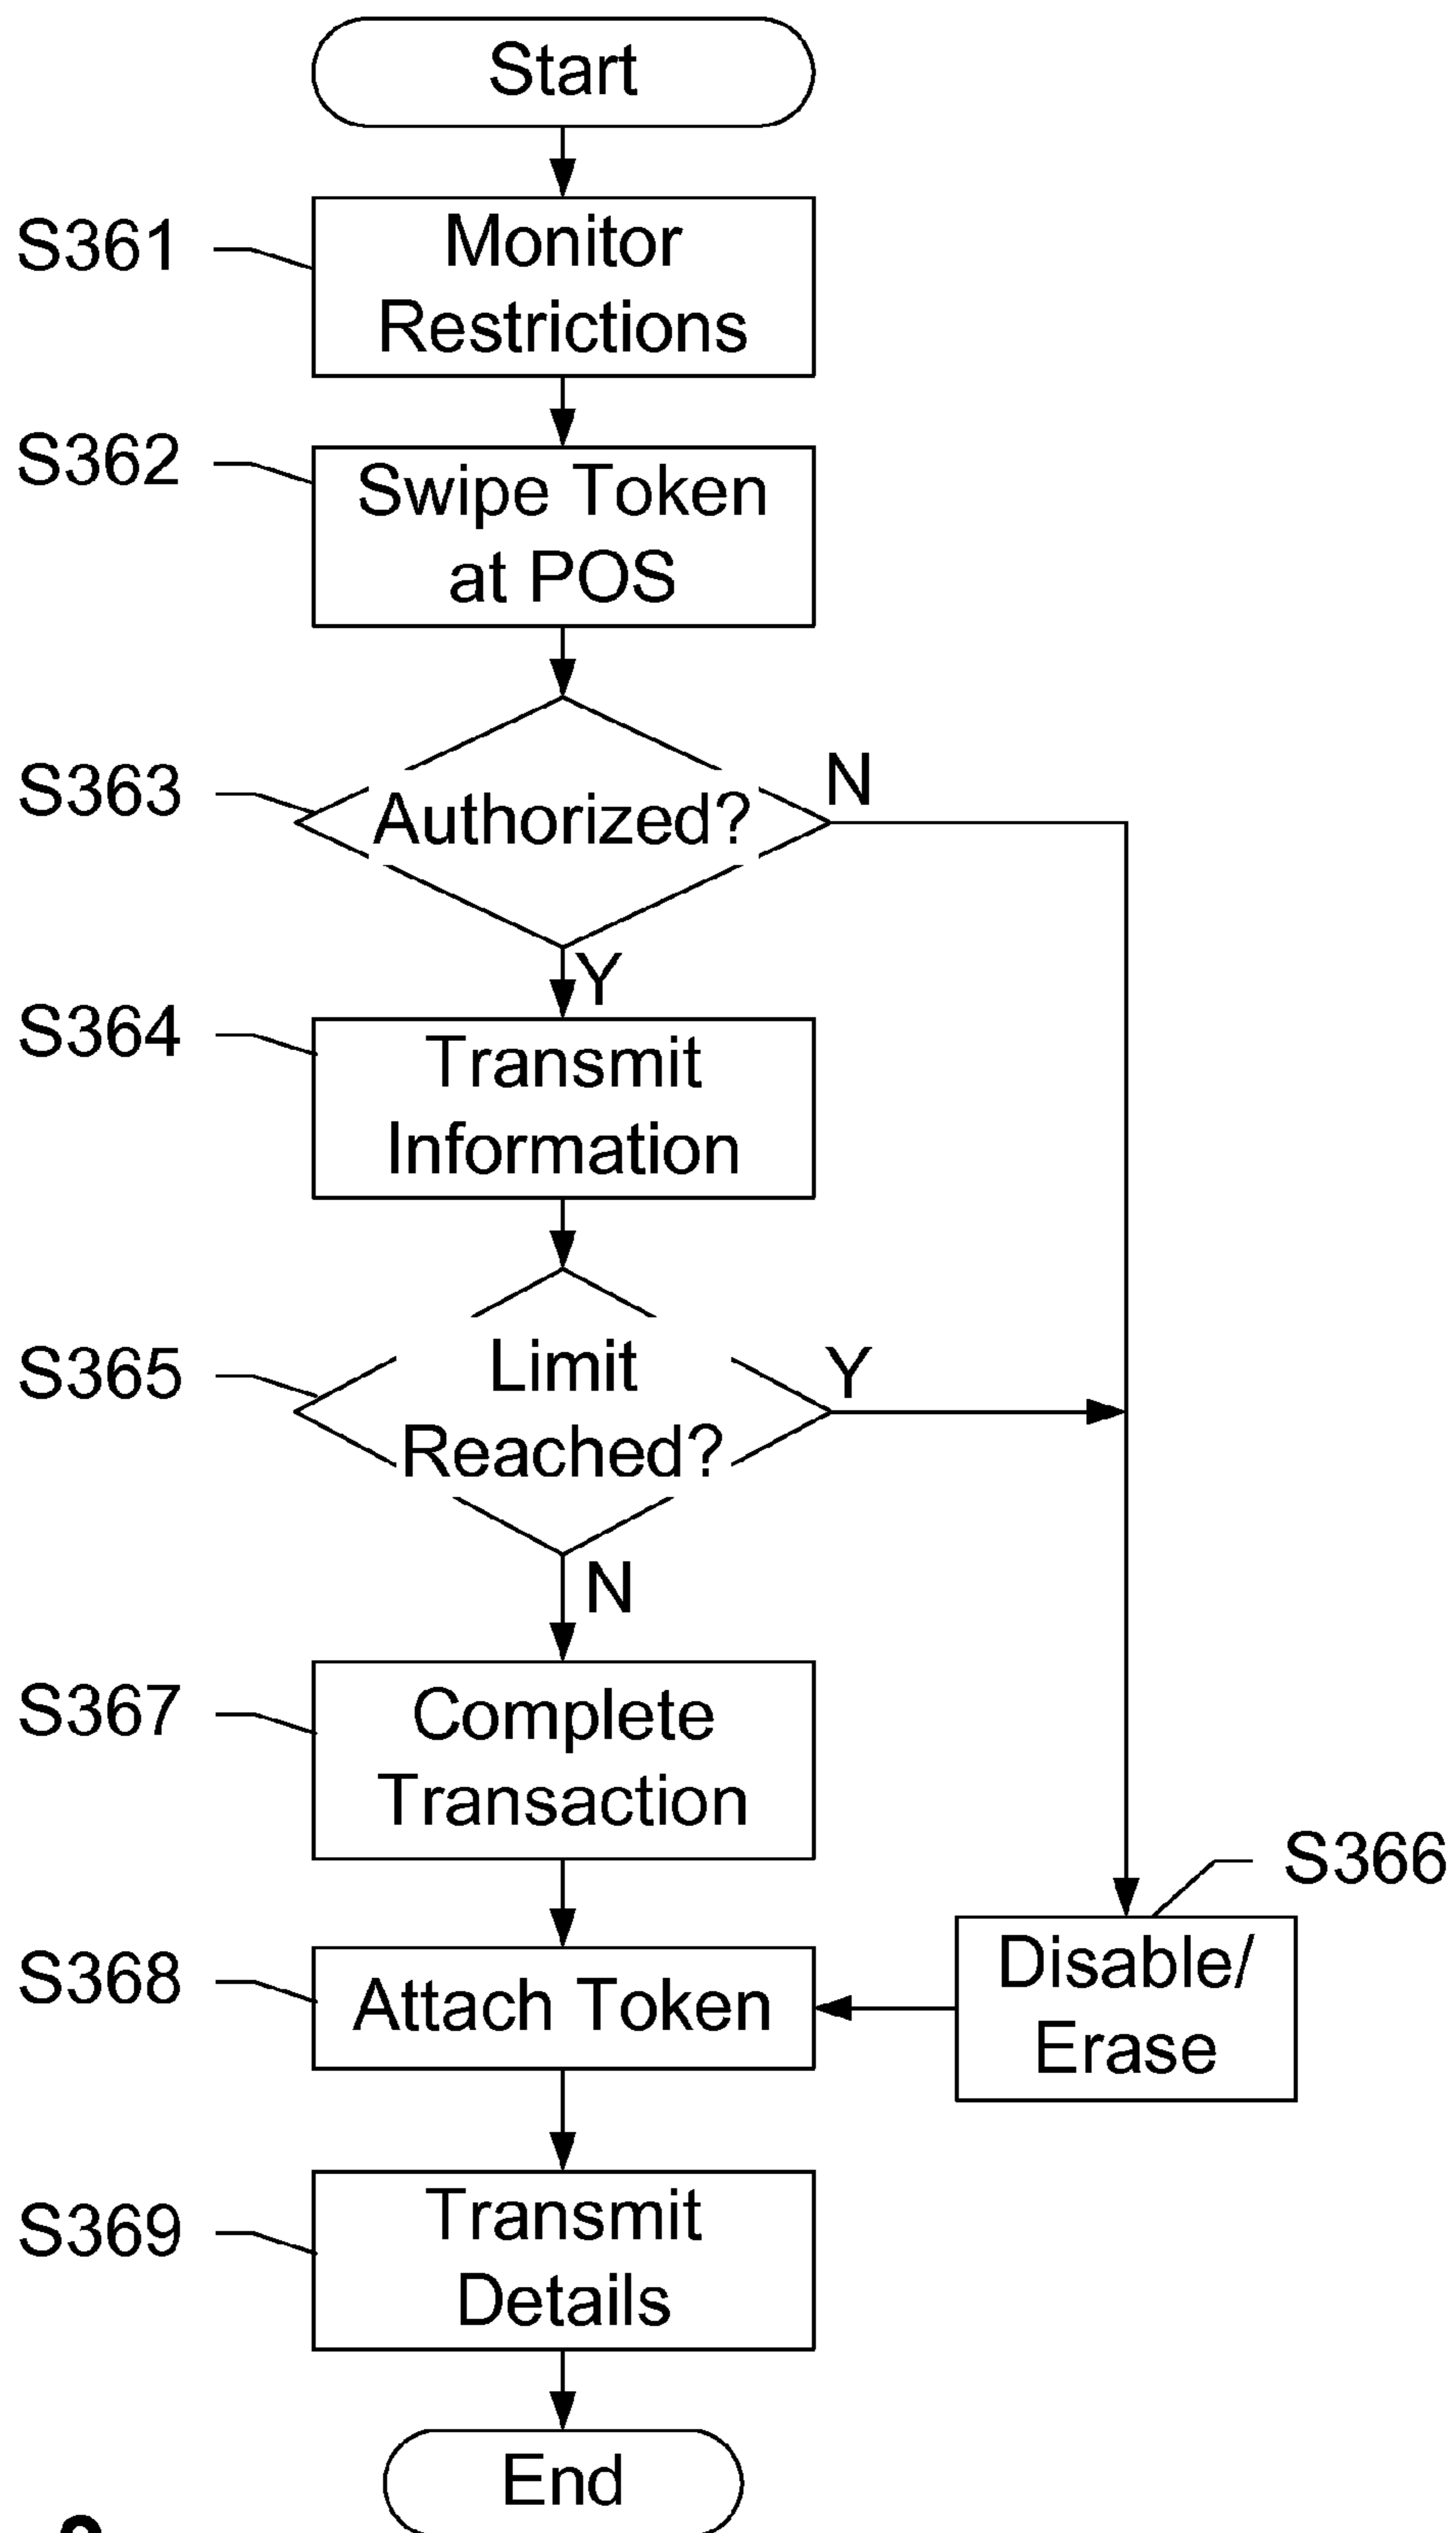 Start
S361
Monitor
Restrictions
S362
Swipe Token
at POS
S363
Authorized?
N
Y
S364
Transmit
Information
S365
Limit
Reached?
Y
N
S367
Complete
Transaction
S366
Disable/
Erase
S368
Attach Token
S369
Transmit
Details
End